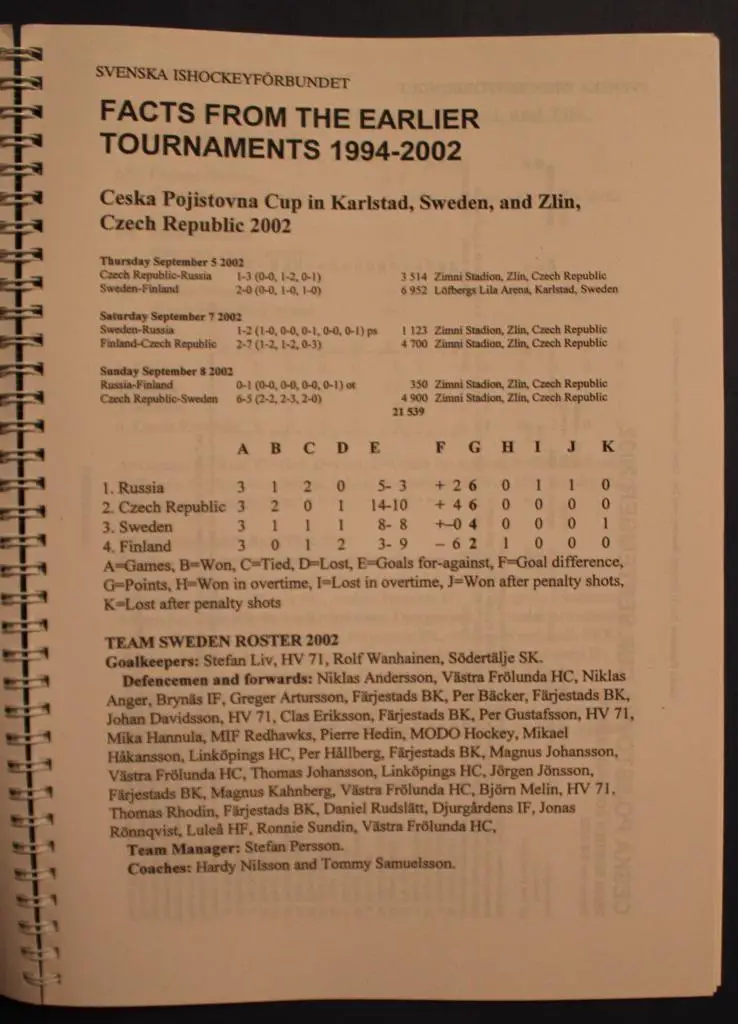 SVENSKA ISHOCKEYFÖRBUNDET
FACTS FROM THE EARLIER
TOURNAMENTS 1994-2002
Ceska Pojistovna Cup in Karlstad, Sweden, and Zlin,
Czech Republic 2002
Thursday September 5 2002
Czech Republic-Russia 1-3 (0-0, 1-2, 0-1) 3 514 Zimni Stadion, Zlin, Czech Republic
Sweden-Finland 2-0 (0-0, 1-0, 1-0) 6 952 Löfbergs Lila Arena, Karlstad, Sweden
Saturday September 7 2002
Sweden-Russia 1-2 (1-0, 0-0, 0-1, 0-0, 0-1) ps 1 123 Zimni Stadion, Zlin, Czech Republic
Finland-Czech Republic 2-7 (1-2, 1-2, 0-3) 4 700 Zimni Stadion, Zlin, Czech Republic
Sunday September 8 2002
Russia-Finland 0-1 (0-0, 0-0, 0-0, 0-1) ot 350 Zimni Stadion, Zlin, Czech Republic
Czech Republic-Sweden 6-5 (2-2, 2-3, 2-0) 4 900 Zimni Stadion, Zlin, Czech Republic
21 539
A B C D E F G H I J K
1. Russia 3 1 2 0 5- 3 + 2 6 0 1 1 0
2. Czech Republic 3 2 0 1 14-10 + 4 6 0 0 0 0
3. Sweden 3 1 1 1 8- 8 +-0 4 0 0 0 1
4. Finland 3 0 1 2 3- 9 - 6 2 1 0 0 0
A=Games, B=Won, C=Tied, D=Lost, E=Goals for-against, F=Goal difference,
G=Points, H=Won in overtime, I=Lost in overtime, J=Won after penalty shots,
K=Lost after penalty shots
TEAM SWEDEN ROSTER 2002
Goalkeepers: Stefan Liv, HV 71, Rolf Wanhainen, Södertälje SK.
Defencemen and forwards: Niklas Andersson, Västra Frölunda HC, Niklas
Anger, Brynäs IF, Greger Artursson, Färjestads BK, Per Bäcker, Färjestads BK,
Johan Davidsson, HV 71, Clas Eriksson, Färjestads BK, Per Gustafsson, HV 71,
Mika Hannula, MIF Redhawks, Pierre Hedin, MODO Hockey, Mikael
Håkansson, Linköpings HC, Per Hållberg, Färjestads BK, Magnus Johansson,
Västra Frölunda HC, Thomas Johansson, Linköpings HC, Jörgen Jönsson,
Färjestads BK, Magnus Kahnberg, Västra Frölunda HC, Björn Melin, HV 71,
Thomas Rhodin, Färjestads BK, Daniel Rudslätt, Djurgårdens IF, Jonas
Rönnqvist, Luleå HF, Ronnie Sundin, Västra Frölunda HC,
Team Manager: Stefan Persson.
Coaches: Hardy Nilsson and Tommy Samuelsson.